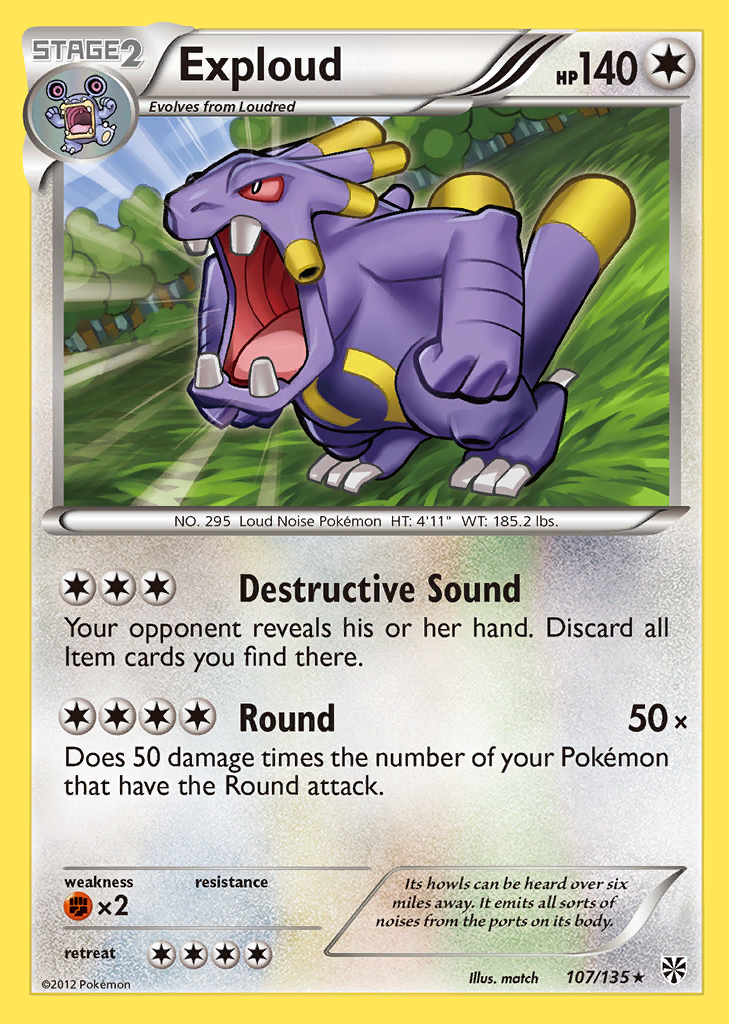 STAGE2
Exploud
HP140
Evolves from Loudred
NO. 295 Loud Noise Pokémon HT: 4'11" WT: 185.2 lbs.
Destructive Sound
Your opponent reveals his or her hand. Discard all
Item cards you find there.
Round 50×
Does 50 damage times the number of your Pokémon
that have the Round attack.
weakness resistance
×2
Its howls can be heard over six
miles away. It emits all sorts of
noises from the ports on its body.
retreat
©2012 Pokémon
Illus. match 107/135★